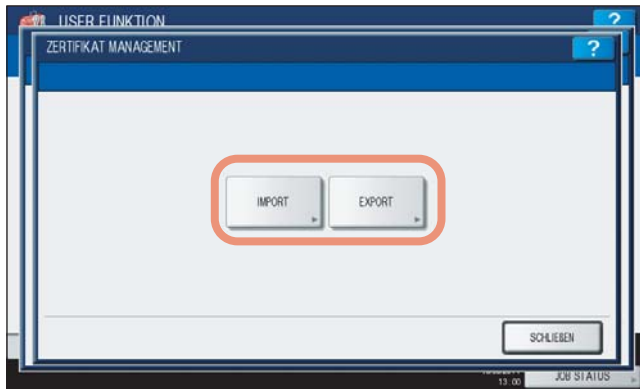 USER FUNKTION
?
ZERTIFIKAT MANAGEMENT
?
IMPORT
EXPORT
SCHLIEßEN
13:00
JOB STATUS